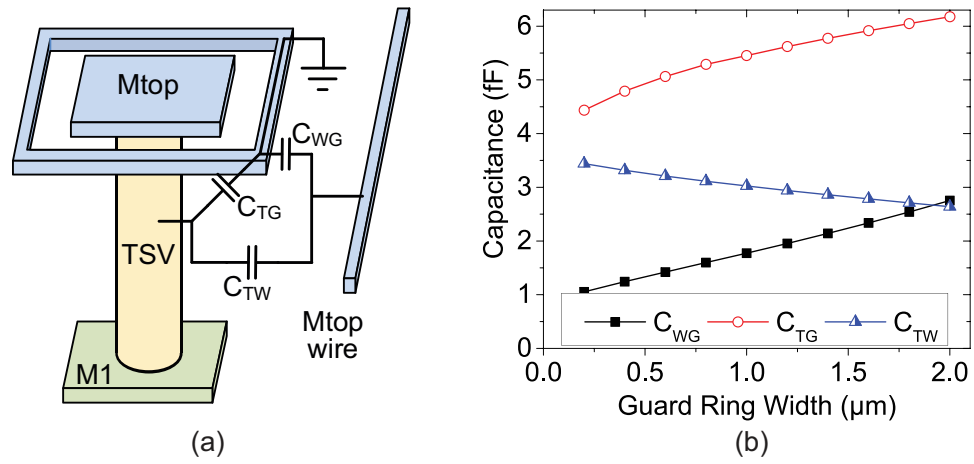 Mtop
C_WG
C_TG
TSV
C_TW
Mtop
wire
M1
(a)
Capacitance (fF)
7
6
5
4
3
2
1
0
C_WG C_TG C_TW
0.0 0.5 1.0 1.5 2.0
Guard Ring Width (μm)
(b)